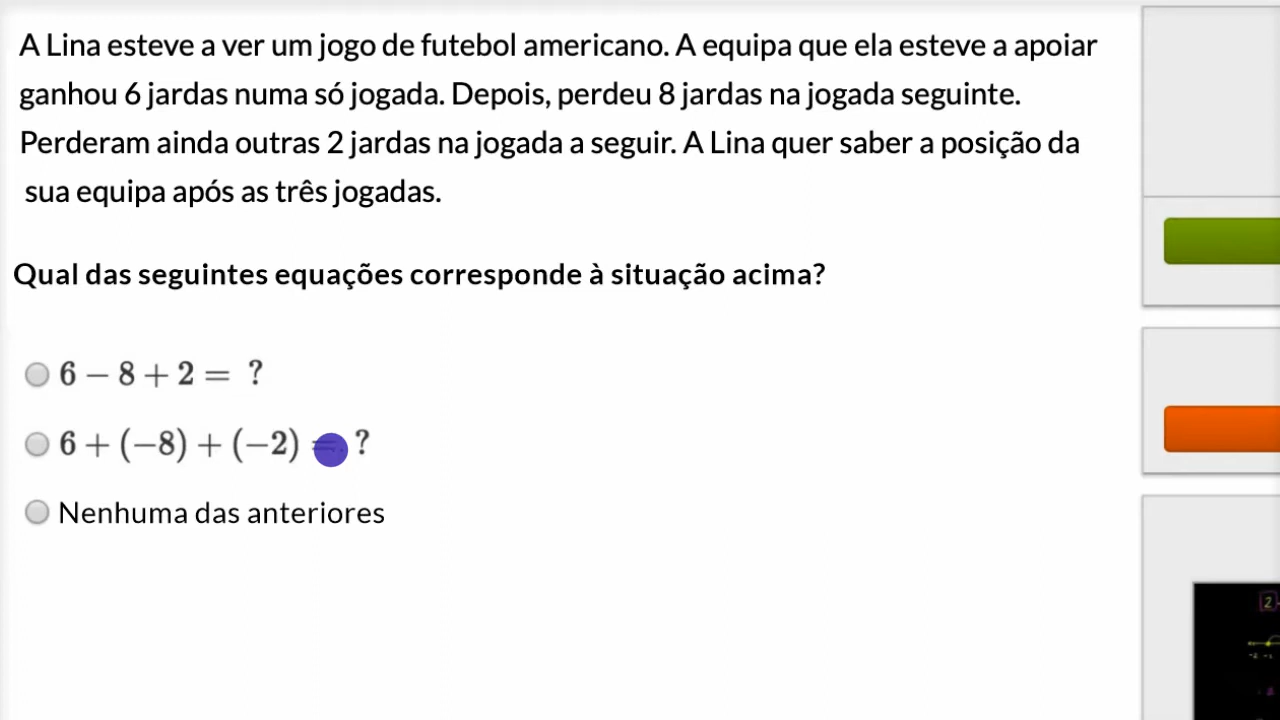 A Lina esteve a ver um jogo de futebol americano. A equipa que ela esteve a apoiar
ganhou 6 jardas numa só jogada. Depois, perdeu 8 jardas na jogada seguinte.
Perderam ainda outras 2 jardas na jogada a seguir. A Lina quer saber a posição da
sua equipa após as três jogadas.
Qual das seguintes equações corresponde à situação acima?
6 − 8 + 2 = ?
6 + (−8) + (−2) = ?
Nenhuma das anteriores
2
-2 -1